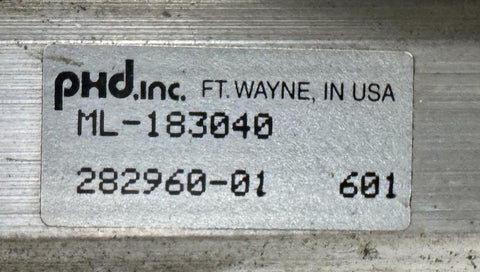 PHd.inc. FT. WAYNE, IN USA
ML-183040
282960-01 601